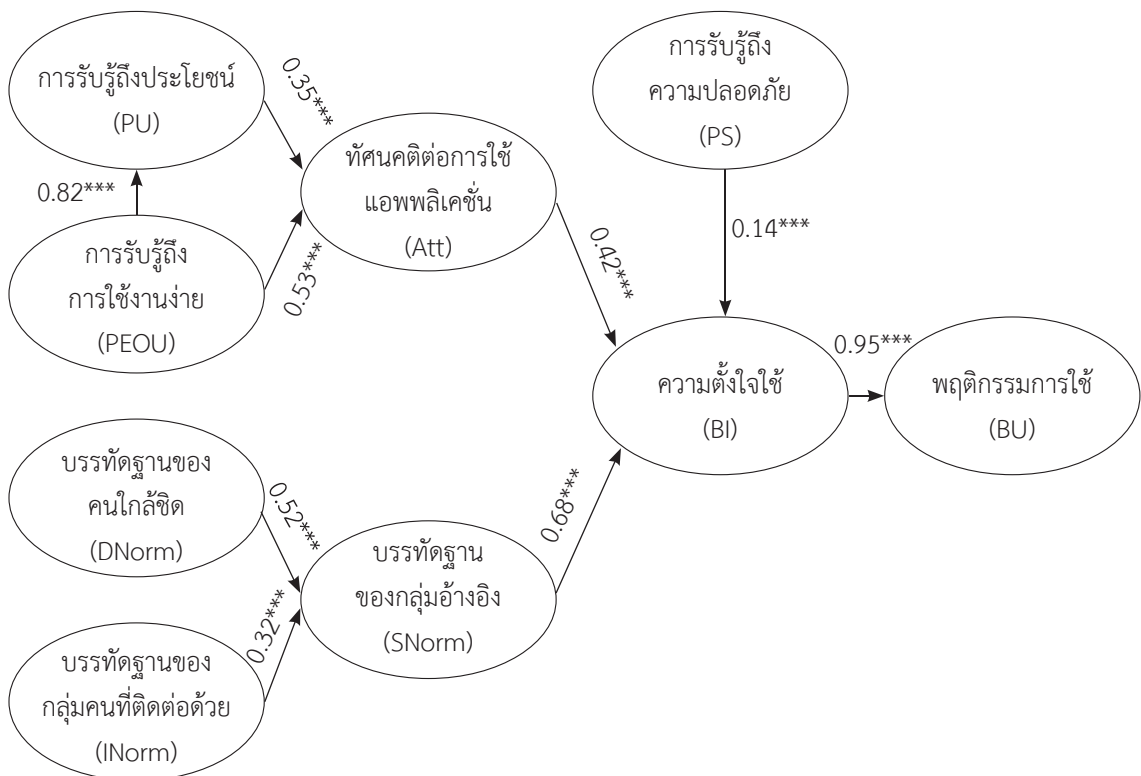 การรับรู้ถึงประโยชน์
(PU)
0.35***
การรับรู้ถึง
ความปลอดภัย
(PS)
ทัศนคติต่อการใช้
แอพพลิเคชั่น
(Att)
0.82***
การรับรู้ถึง
การใช้งานง่าย
(PEOU)
0.53***
0.42***
0.14***
ความตั้งใจใช้
(BI)
0.95***
พฤติกรรมการใช้
(BU)
บรรทัดฐานของ
คนใกล้ชิด
(DNorm)
0.52***
0.68***
บรรทัดฐาน
ของกลุ่มอ้างอิง
(SNorm)
0.32***
บรรทัดฐานของ
กลุ่มคนที่ติดต่อด้วย
(INorm)